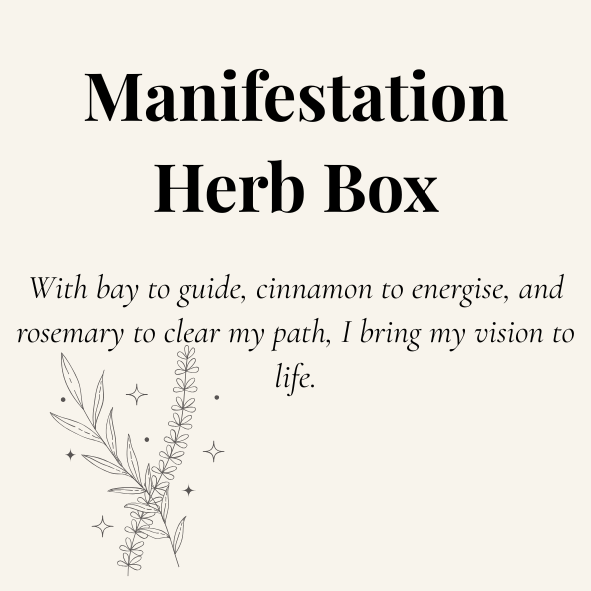 Manifestation
Herb Box
With bay to guide, cinnamon to energise, and
rosemary to clear my path, I bring my vision to
life.